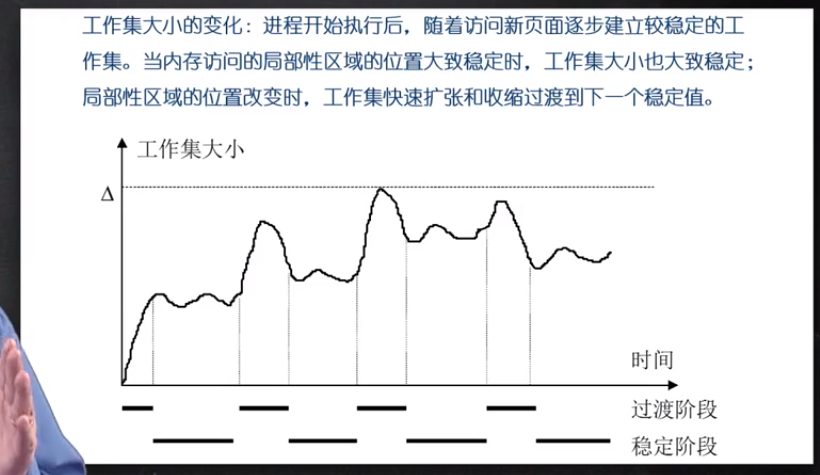 工作集大小的变化：进程开始执行后，随着访问新页面逐步建立较稳定的工
作集。当内存访问的局部性区域的位置大致稳定时，工作集大小也大致稳定；
局部性区域的位置改变时，工作集快速扩张和收缩过渡到下一个稳定值。
工作集大小
Δ
时间
过渡阶段
稳定阶段